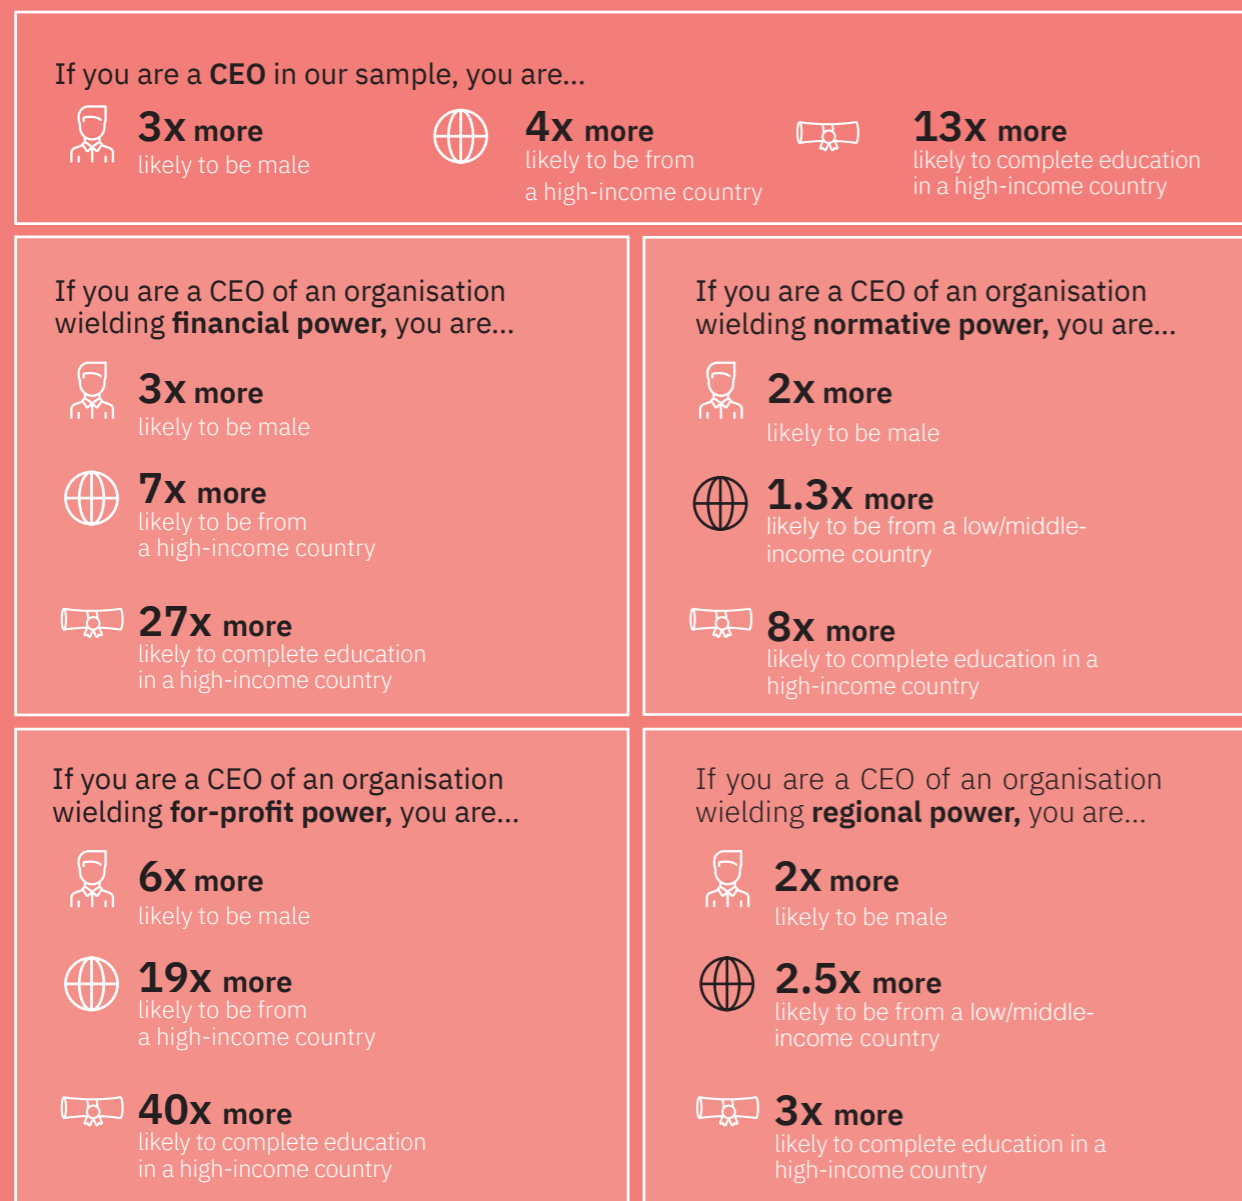 If you are a CEO in our sample, you are...
3x more
likely to be male
4x more
likely to be from
a high-income country
13x more
likely to complete education
in a high-income country
If you are a CEO of an organisation
wielding financial power, you are...
3x more
likely to be male
7x more
likely to be from
a high-income country
27x more
likely to complete education
in a high-income country
If you are a CEO of an organisation
wielding normative power, you are...
2x more
likely to be male
1.3x more
likely to be from a low/middle-
income country
8x more
likely to complete education in a
high-income country
If you are a CEO of an organisation
wielding for-profit power, you are...
6x more
likely to be male
19x more
likely to be from
a high-income country
40x more
likely to complete education
in a high-income country
If you are a CEO of an organisation
wielding regional power, you are...
2x more
likely to be male
2.5x more
likely to be from a low/middle-
income country
3x more
likely to complete education in a
high-income country